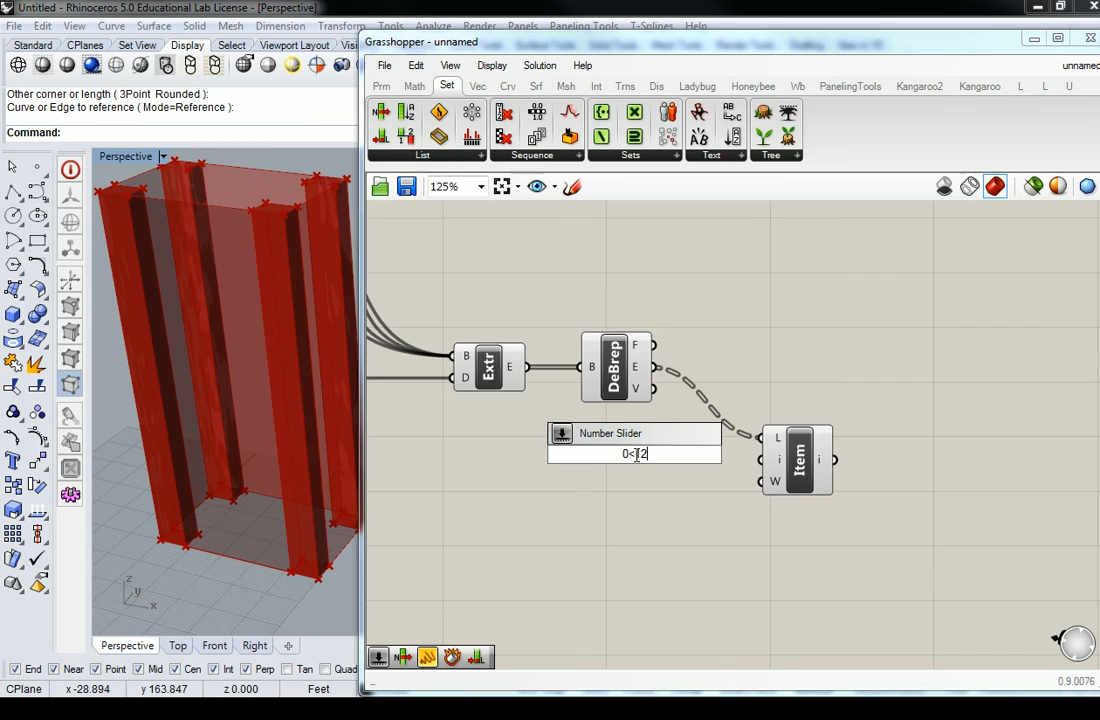 Untitled - Rhinoceros 5.0 Educational Lab License - [Perspective]
File Edit View Curve Surface Solid Mesh Dimension Transform Tools Analyze Render Panels Paneling Tools T-Splines Help
Standard CPlanes Set View Display Select Viewport Layout
Other coror or length ( 3Point Rounded ):
Curve or Edge to reference ( Mode=Reference ):
Command:
Perspective
z
y
x
Perspective Top Front Right
End Near Point Mid Cen Int Perp Tan Quad
CPlane x -28.894 y 163.847 z 0.000 Feet
Grasshopper - unnamed
File Edit View Display Solution Help unnamed
Prm Math Set Vec Crv Srf Msh Int Trns Dis Ladybug Honeybee Wb PanelingTools Kangaroo2 Kangaroo L L U
List Sequence Sets Text Tree
125%
B D Extr E
B DeBrep F E V
Number Slider
L i W Item i
0.9.0076